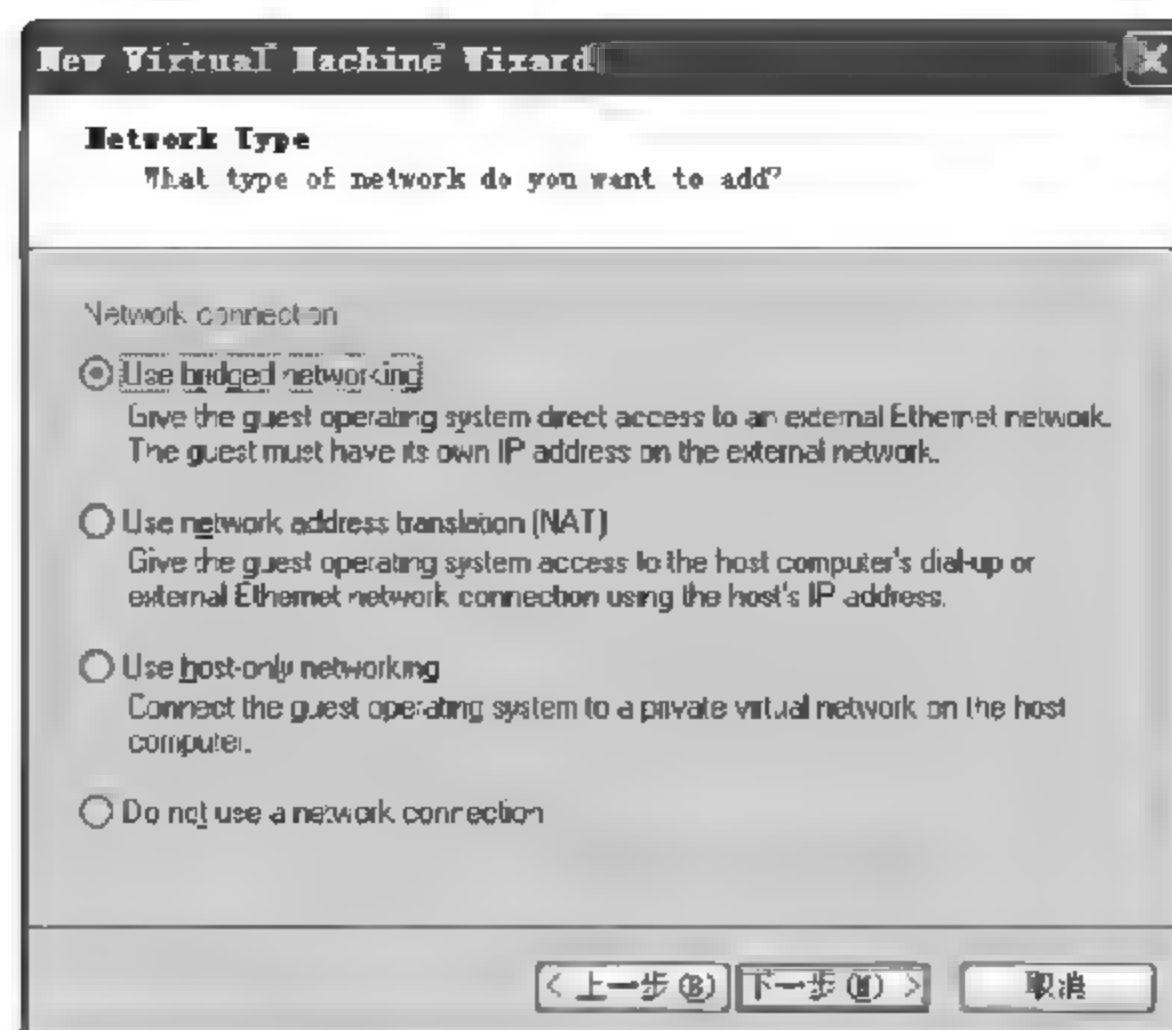 New Virtual Machine Wizard
Network Type
What type of network do you want to add?
Network connection
Use bridged networking
Give the guest operating system direct access to an external Ethernet network.
The guest must have its own IP address on the external network.
Use network address translation (NAT)
Give the guest operating system access to the host computer's dial-up or
external Ethernet network connection using the host's IP address.
Use host-only networking
Connect the guest operating system to a private virtual network on the host
computer.
Do not use a network connection
< 上一步(B) 下一步(N) > 取消